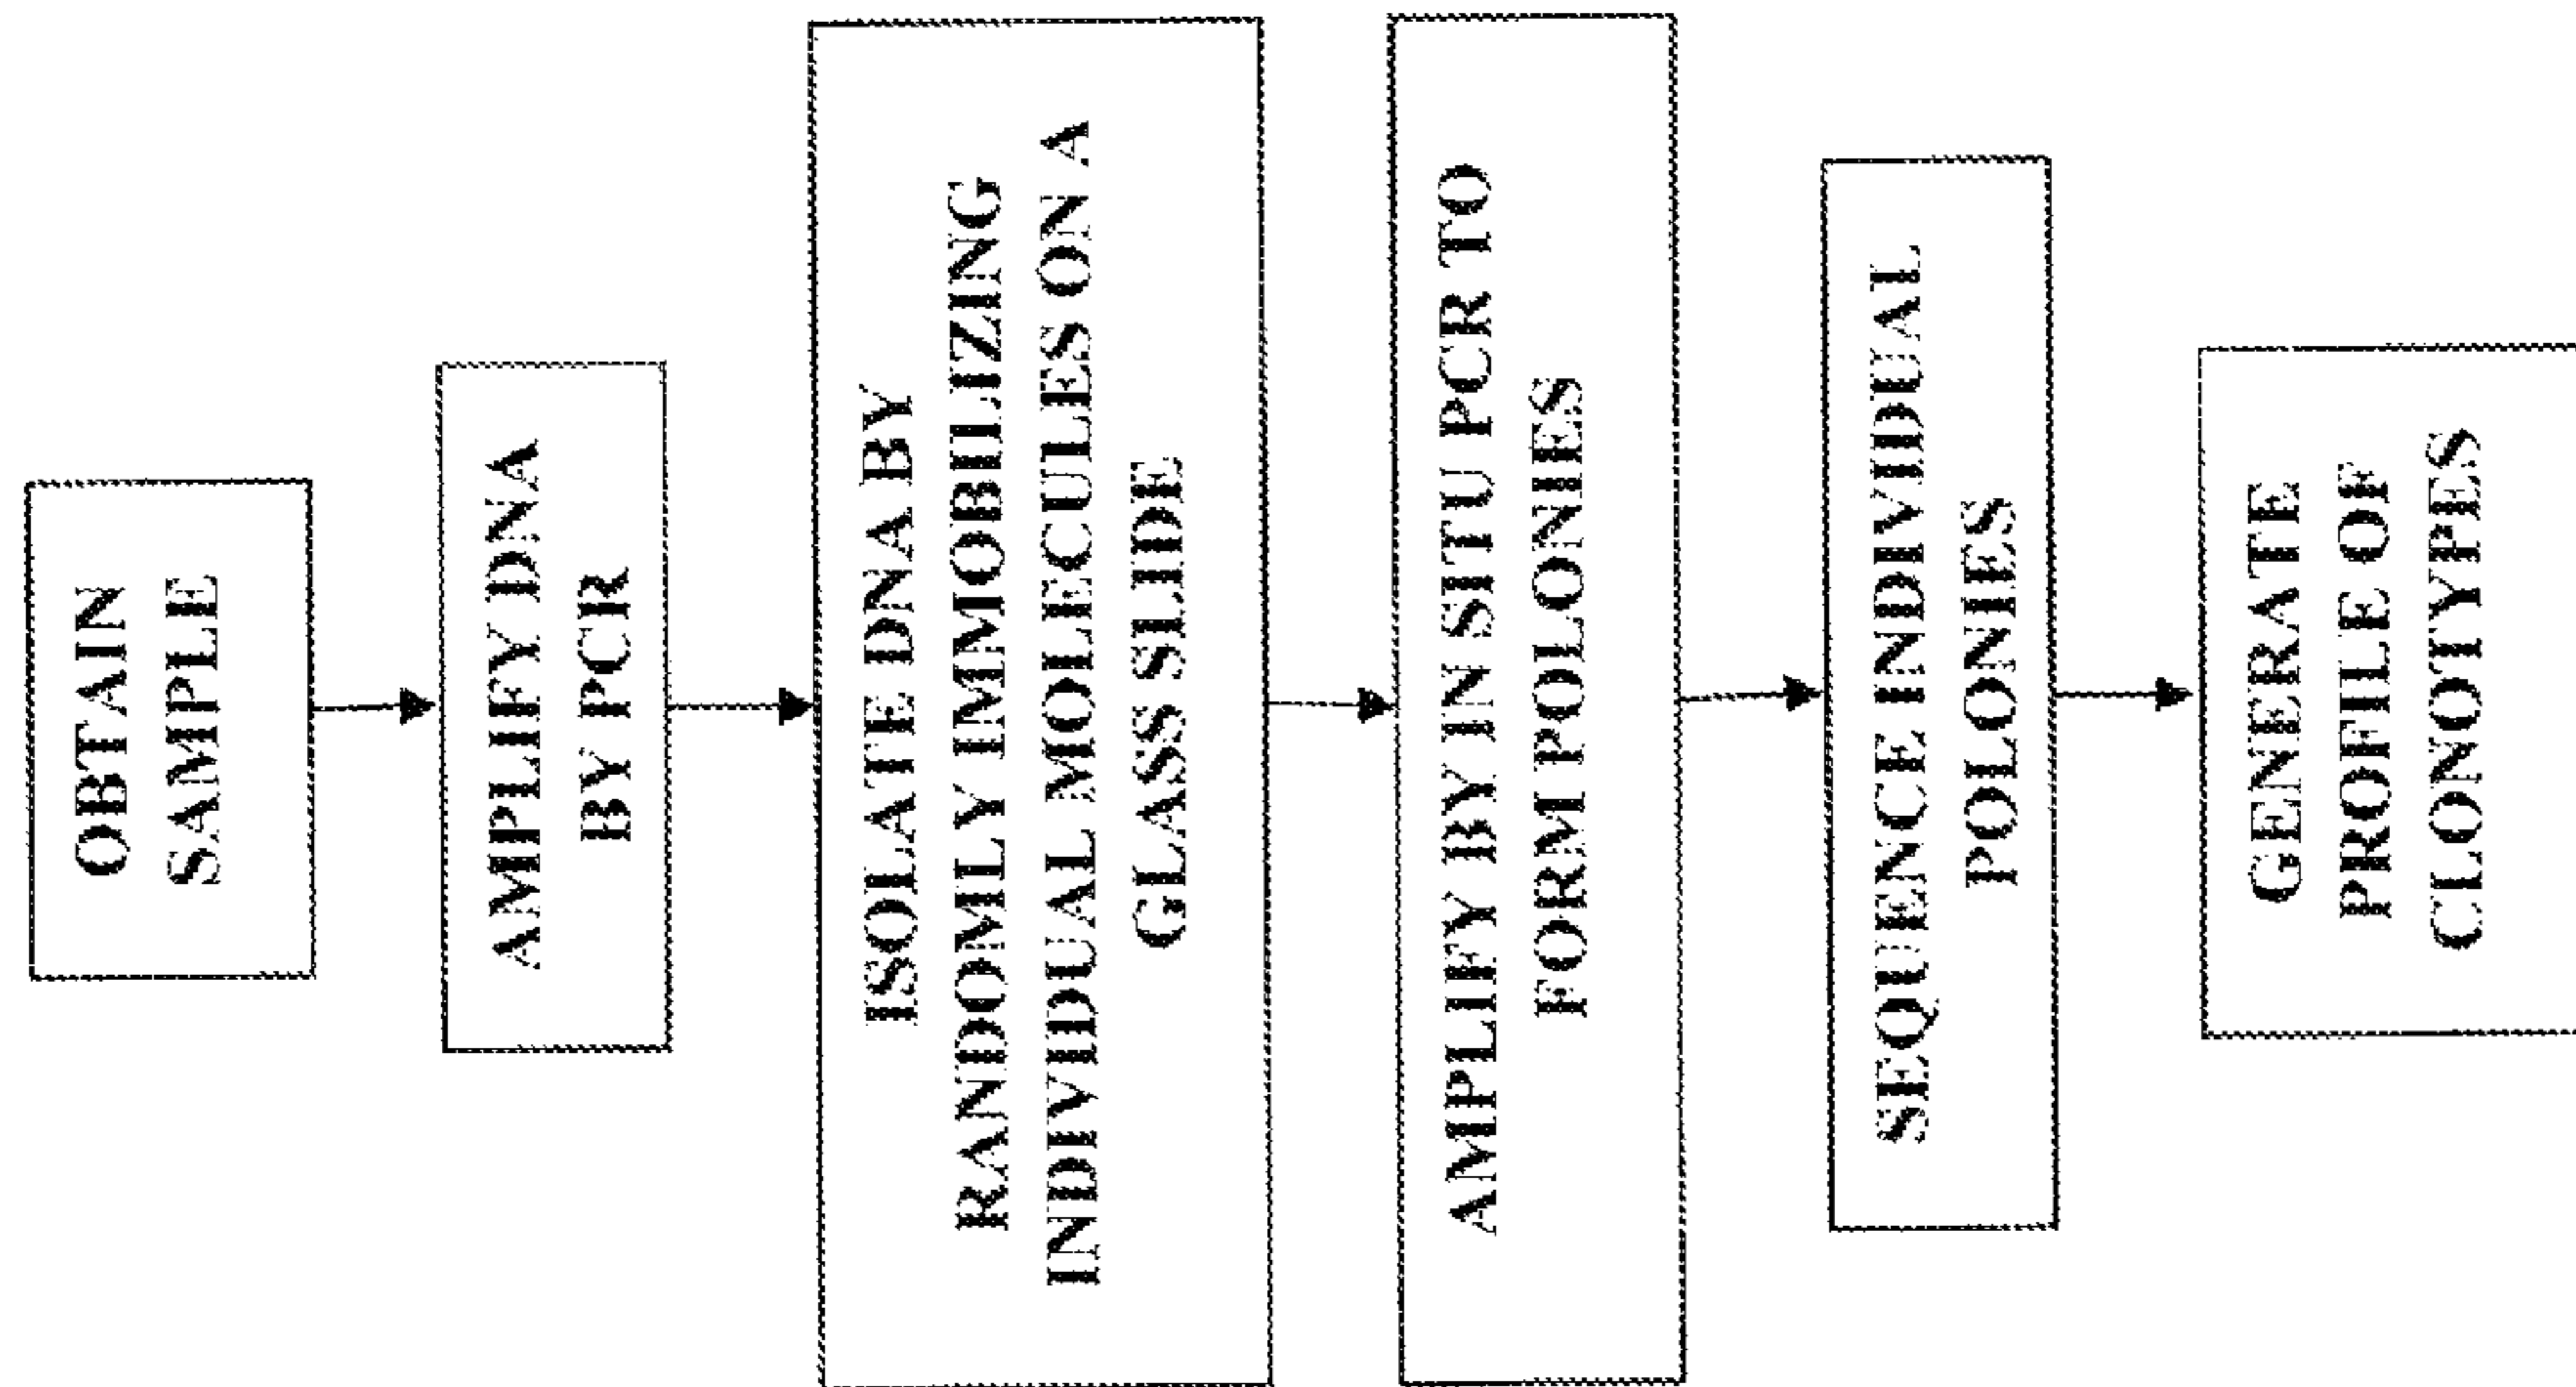 OBTAIN
SAMPLE
AMPLIFY DNA
BY PCR
ISOLATE DNA BY
RANDOMLY IMMOBILIZING
INDIVIDUAL MOLECULES ON A
GLASS SLIDE
AMPLIFY BY IN SITU PCR TO
FORM POLONIES
SEQUENCE INDIVIDUAL
POLONIES
GENERATE
PROFILE OF
CLONOTYPES